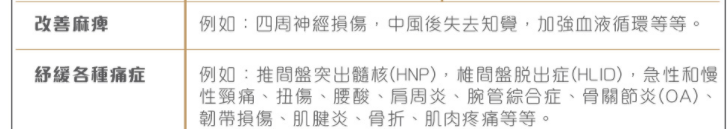 改善麻痺 例如：四周神經損傷，中風後失去知覺，加強血液循環等等。
紓緩各種痛症 例如：推間盤突出髓核(HNP)，椎間盤脱出症(HLID)，急性和慢
性頸痛、扭傷、腰酸、肩周炎、腕管綜合症、骨關節炎(OA)、
韌帶損傷、肌腱炎、骨折、肌肉疼痛等等。